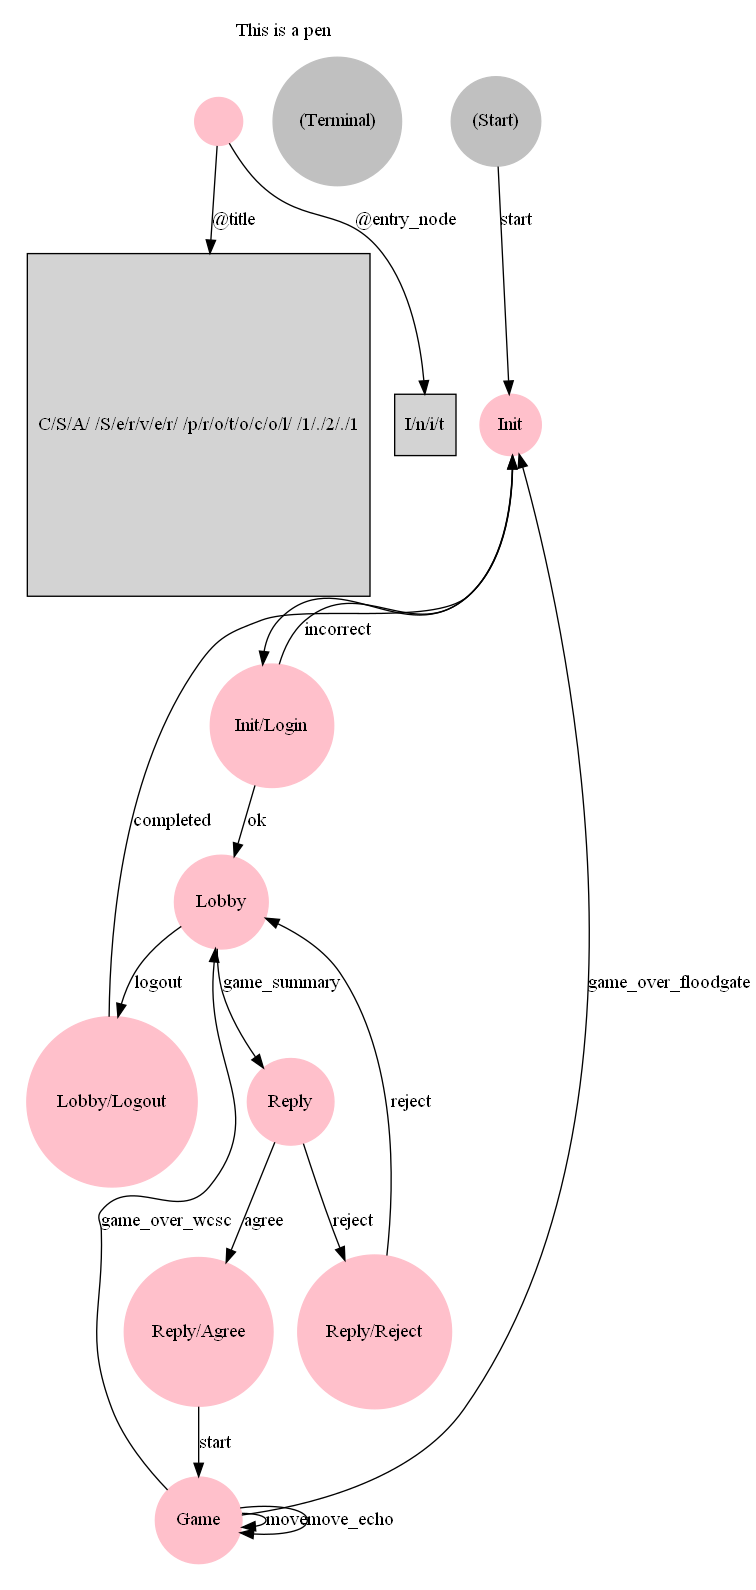 This is a pen
(Terminal)
(Start)
@title
@entry_node
start
C/S/A/ /S/e/r/v/e/r/ /p/r/o/t/o/c/o/l/ /1/./2/./1
I/n/i/t
Init
incorrect
Init/Login
completed
ok
Lobby
logout
game_summary
game_over_floodgate
Lobby/Logout
Reply
reject
game_over_wcsc
agree
reject
Reply/Agree
Reply/Reject
start
Game
move
move_echo